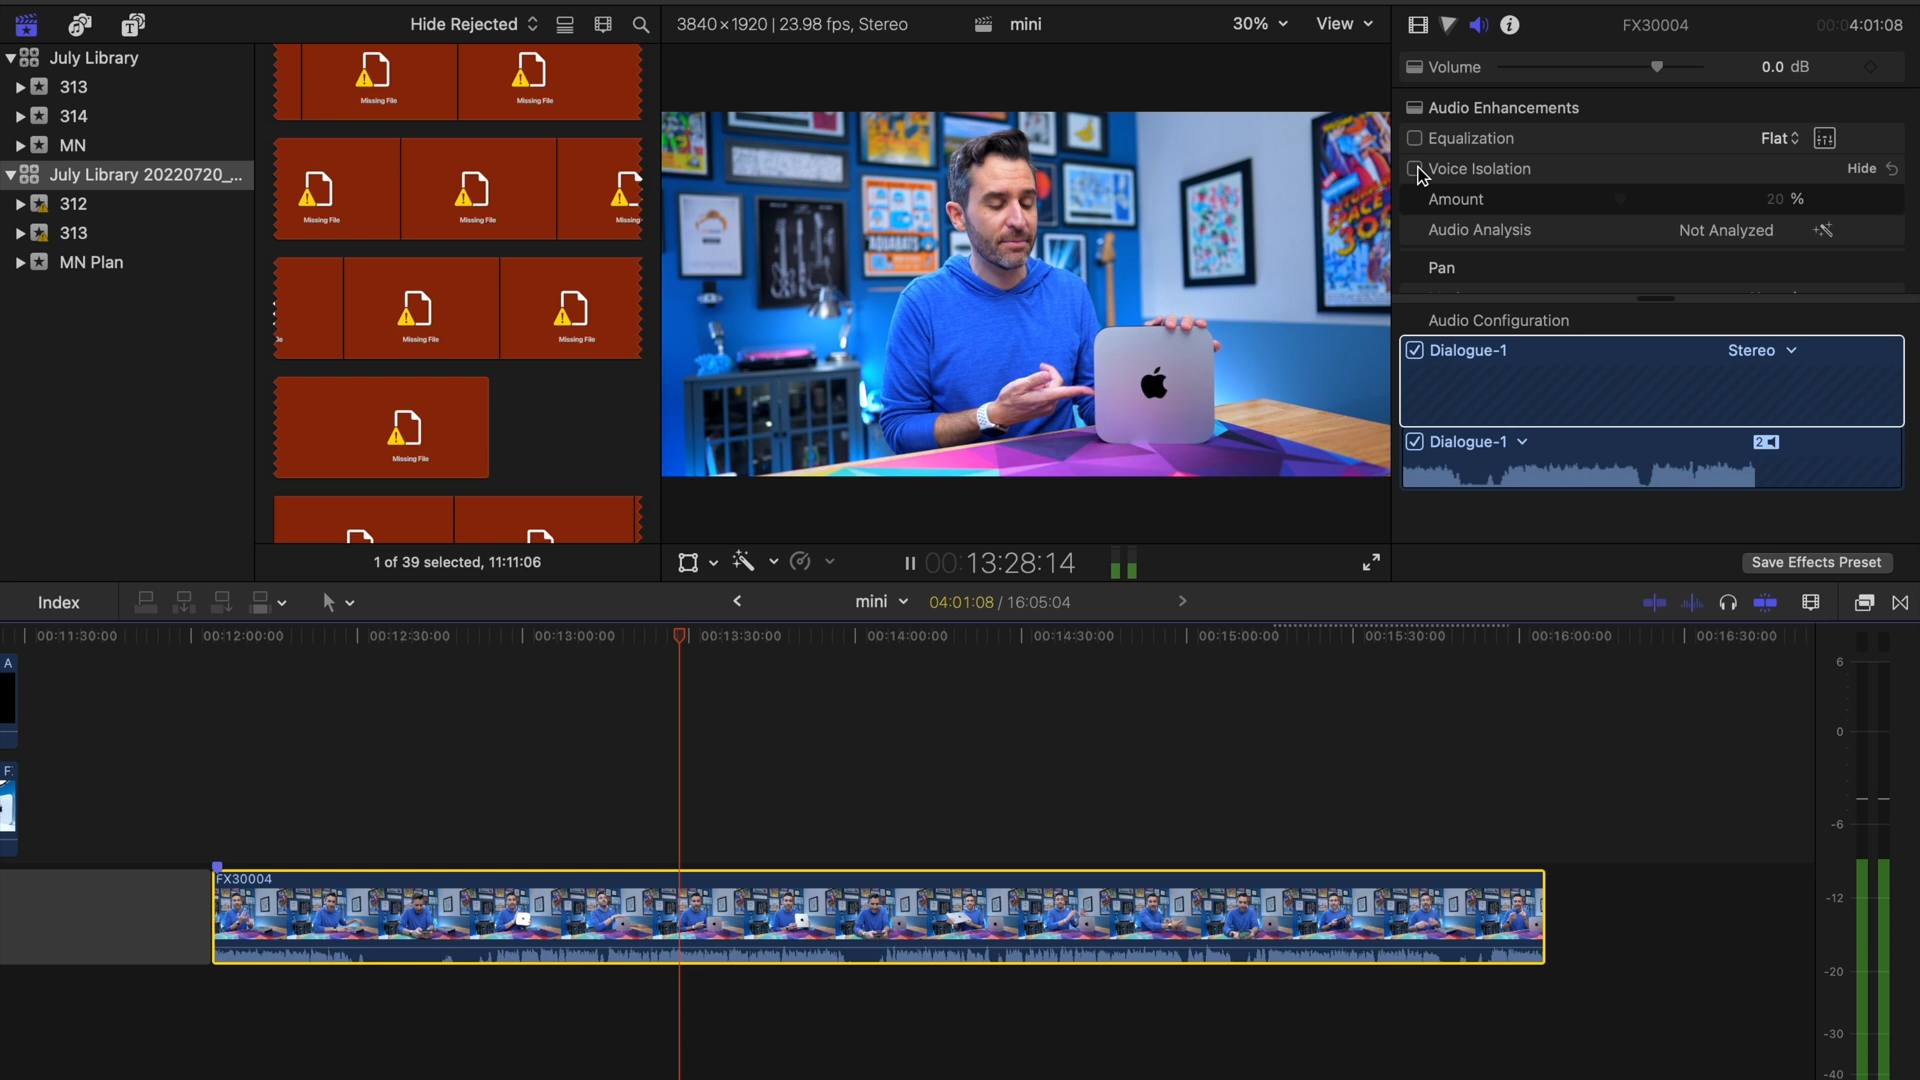 Hide Rejected
3840×1920 | 23.98 fps, Stereo
mini
30%
View
FX30004
00:04:01:08
July Library
313
314
MN
July Library 20220720_...
312
313
MN Plan
Missing File
Missing File
Missing File
Missing File
Missing
Missing File
Missing File
Missing File
1 of 39 selected, 11:11:06
AQUABATS
SPACE
Volume
0.0 dB
Audio Enhancements
Equalization
Flat
Voice Isolation
Hide
Amount
20 %
Audio Analysis
Not Analyzed
Pan
Audio Configuration
Dialogue-1
Stereo
Dialogue-1
2
Save Effects Preset
00:13:28:14
Index
mini
04:01:08 / 16:05:04
00:11:30:00
00:12:00:00
00:12:30:00
00:13:00:00
00:13:30:00
00:14:00:00
00:14:30:00
00:15:00:00
00:15:30:00
00:16:00:00
00:16:30:00
A
F
FX30004
6
0
-6
-12
-20
-30
-40